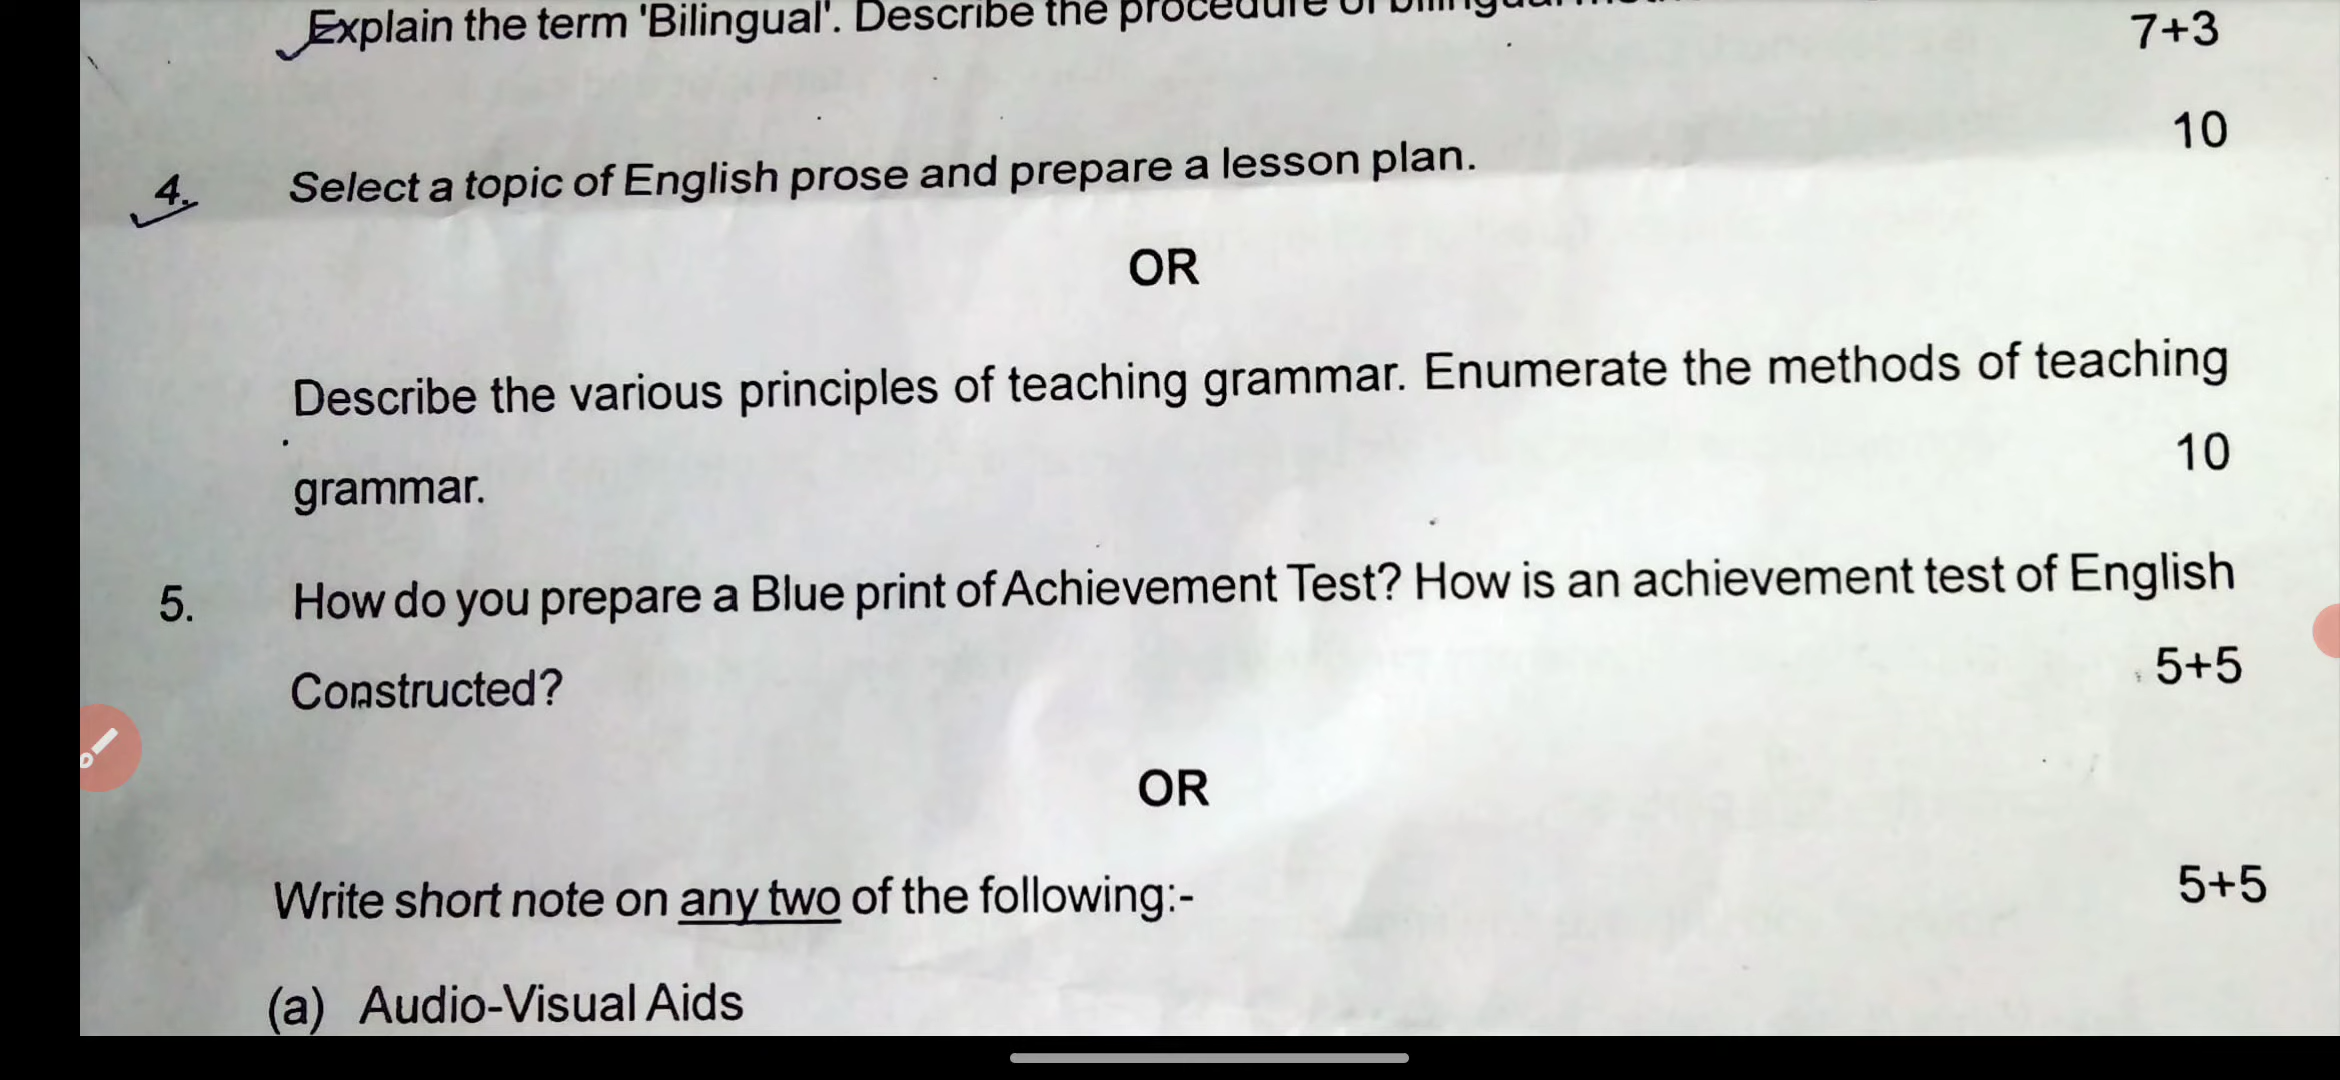 Explain the term 'Bilingual'. Describe the procedure of bilingual
7+3
10
4. Select a topic of English prose and prepare a lesson plan.
OR
Describe the various principles of teaching grammar. Enumerate the methods of teaching
10
grammar.
5. How do you prepare a Blue print of Achievement Test? How is an achievement test of English
5+5
Constructed?
OR
Write short note on any two of the following:- 5+5
(a) Audio-Visual Aids